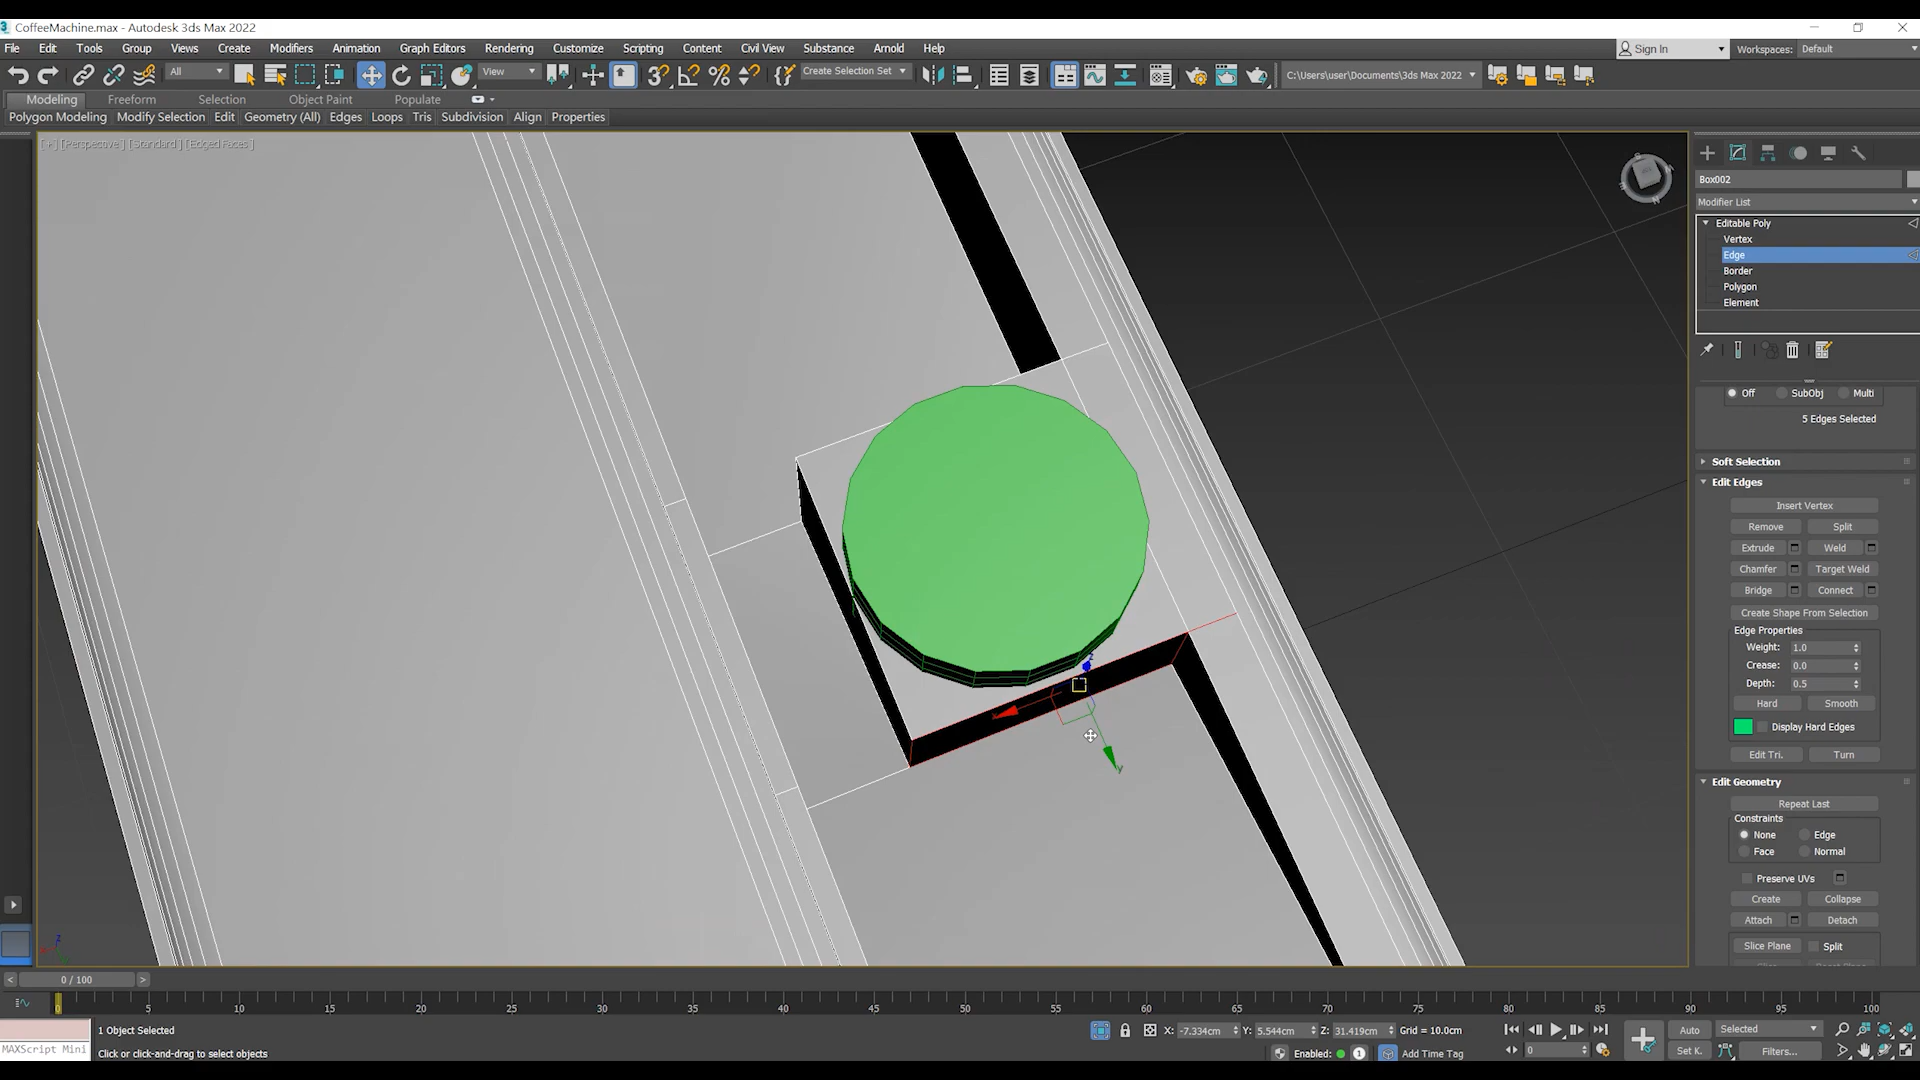 CoffeeMachine.max - Autodesk 3ds Max 2022
File Edit Tools Group Views Create Modifiers Animation Graph Editors Rendering Customize Scripting Content Civil View Substance Arnold Help
Sign In Workspaces: Default
All View Create Selection Set C:\Users\user\Documents\3ds Max 2022
Modeling Freeform Selection Object Paint Populate
Polygon Modeling Modify Selection Edit Geometry (All) Edges Loops Tris Subdivision Align Properties
[+] [Perspective] [Standard] [Edged Faces]
Box002
Modifier List
Editable Poly
Vertex
Edge
Border
Polygon
Element
Off SubObj Multi
5 Edges Selected
Soft Selection
Edit Edges
Insert Vertex
Remove Split
Extrude Weld
Chamfer Target Weld
Bridge Connect
Create Shape From Selection
Edge Properties
Weight: 1.0
Crease: 0.0
Depth: 0.5
Hard Smooth
Display Hard Edges
Edit Tri. Turn
Edit Geometry
Repeat Last
Constraints
None Edge
Face Normal
Preserve UVs
Create Collapse
Attach Detach
Slice Plane Split
z
x
y
z
< 0 / 100 >
0 5 10 15 20 25 30 35 40 45 50 55 60 65 70 75 80 85 90 95 100
1 Object Selected X: -7.334cm Y: 5.544cm Z: 31.419cm Grid = 10.0cm Auto Selected
MAXScript Mini Click or click-and-drag to select objects Enabled: 1 Add Time Tag 0 Set K. Filters...